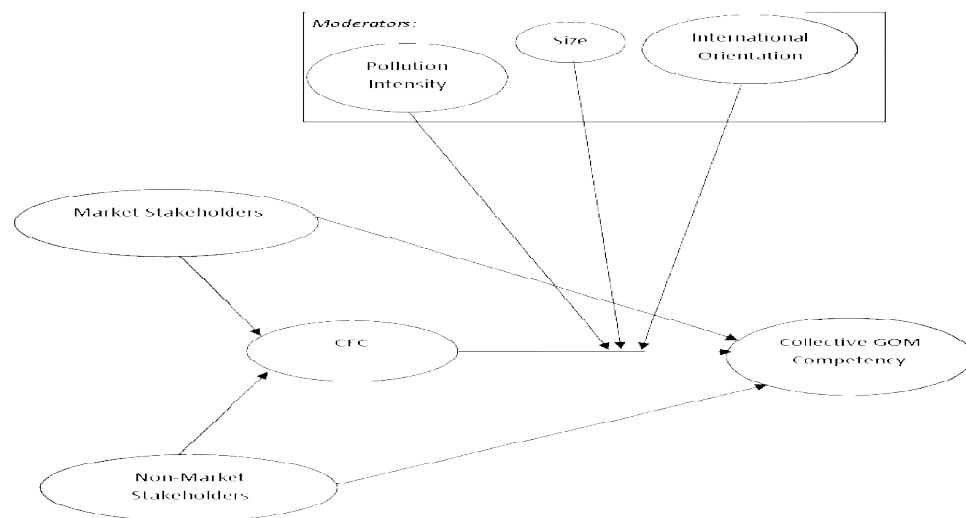 Moderators:
Size
International
Orientation
Pollution
Intensity
Market Stakeholders
CFC
Collective GOM
Competency
Non-Market
Stakeholders